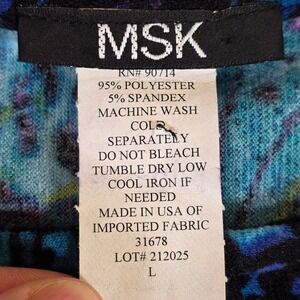 MSK
RN# 90714
95% POLYESTER
5% SPANDEX
MACHINE WASH
COLD
SEPARATELY
DO NOT BLEACH
TUMBLE DRY LOW
COOL IRON IF
NEEDED
MADE IN USA OF
IMPORTED FABRIC
31678
LOT# 212025
L